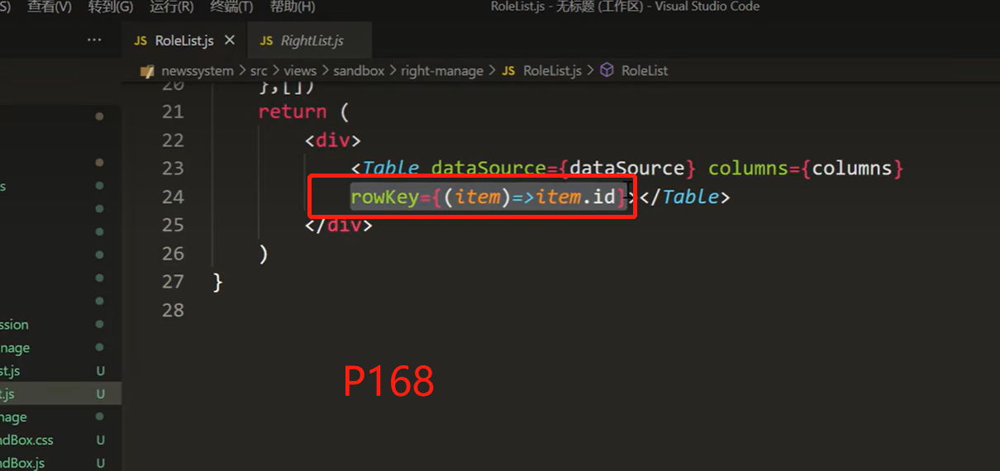 S) 查看(V) 转到(G) 运行(R) 终端(T) 帮助(H) RoleList.js - 无标题 (工作区) - Visual Studio Code
··· JS RoleList.js × JS RightList.js
newssystem > src > views > sandbox > right-manage > JS RoleList.js > RoleList
20 },[])
21 return (
22 <div>
s 23 <Table dataSource={dataSource} columns={columns}
24 rowKey={(item)=>item.id}></Table>
25 </div>
26 )
27 }
28
ssion
nage
st.js U
t.js U
nage
ndBox.css U
ndBox.js U
P168